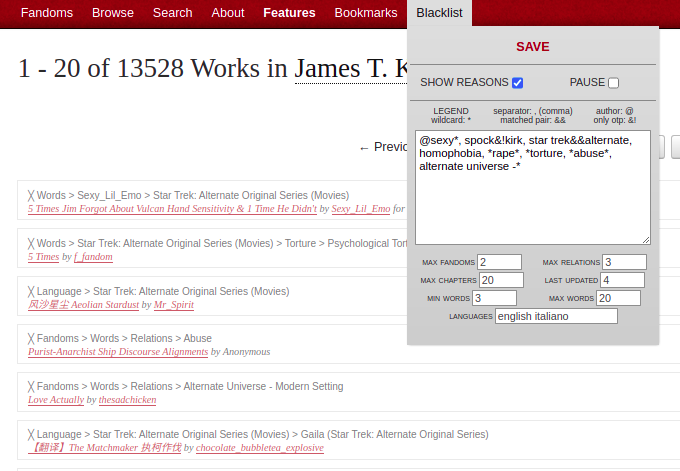 Fandoms Browse Search About Features Bookmarks Blacklist
1 - 20 of 13528 Works in James T.
SAVE
SHOW REASONS PAUSE
LEGEND separator: , (comma) author: @
wildcard: * matched pair: && only otp: &!
@sexy*, spock&!kirk, star trek&&alternate,
homophobia, *rape*, *torture, *abuse*,
alternate universe -*
MAX FANDOMS 2 MAX RELATIONS 3
MAX CHAPTERS 20 LAST UPDATED 4
MIN WORDS 3 MAX WORDS 20
LANGUAGES english italiano
←
╳ Words > Sexy_Lil_Emo > Star Trek: Alternate Original Series (Movies)
5 Times Jim Forgot About Vulcan Hand Sensitivity & 1 Time He Didn't by Sexy_Lil_Emo for
╳ Words > Star Trek: Alternate Original Series (Movies) > Torture > Psychological
5 Times by f_fandom
╳ Language > Star Trek: Alternate Original Series (Movies)
风沙星尘 Aeolian Stardust by Mr_Spirit
╳ Fandoms > Words > Relations > Abuse
Purist-Anarchist Ship Discourse Alignments by Anonymous
╳ Fandoms > Words > Relations > Alternate Universe - Modern Setting
Love Actually by thesadchicken
╳ Language > Star Trek: Alternate Original Series (Movies) > Gaila (Star Trek: Alternate Original Series)
【翻译】The Matchmaker 执柯作伐 by chocolate_bubbletea_explosive